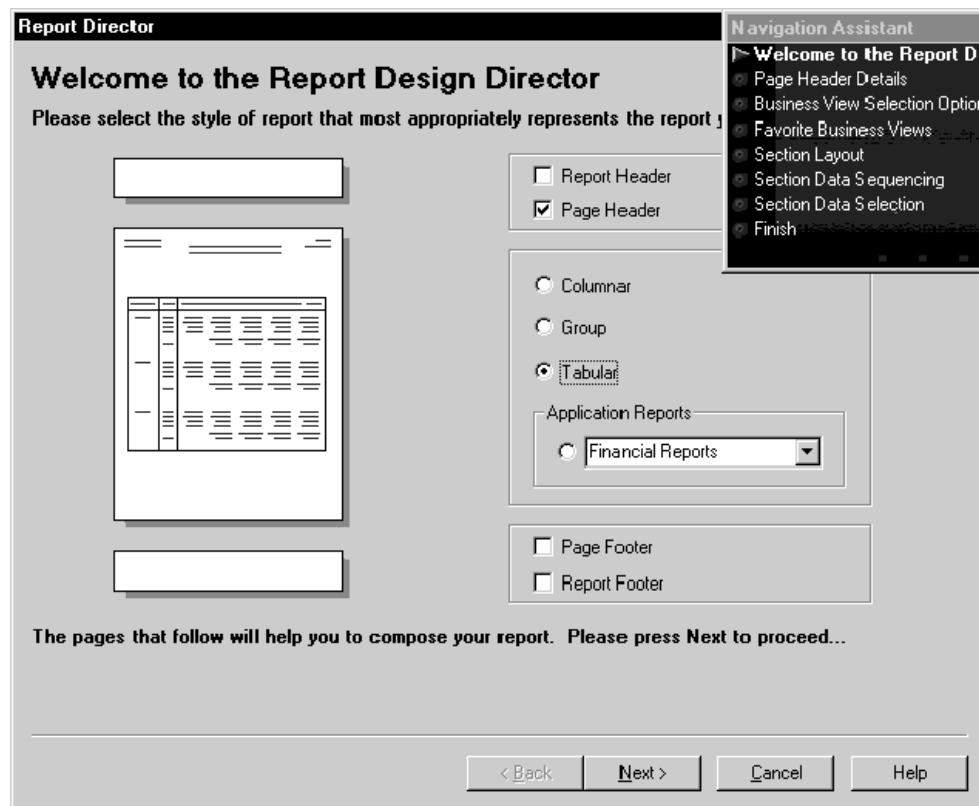 Report Director
Welcome to the Report Design Director
Please select the style of report that most appropriately represents the report
Report Header
Page Header
Columnar
Group
Tabular
Application Reports
Financial Reports
Page Footer
Report Footer
The pages that follow will help you to compose your report. Please press Next to proceed...
< Back
Next >
Cancel
Help
Navigation Assistant
Welcome to the Report D
Page Header Details
Business View Selection Optio
Favorite Business Views
Section Layout
Section Data Sequencing
Section Data Selection
Finish